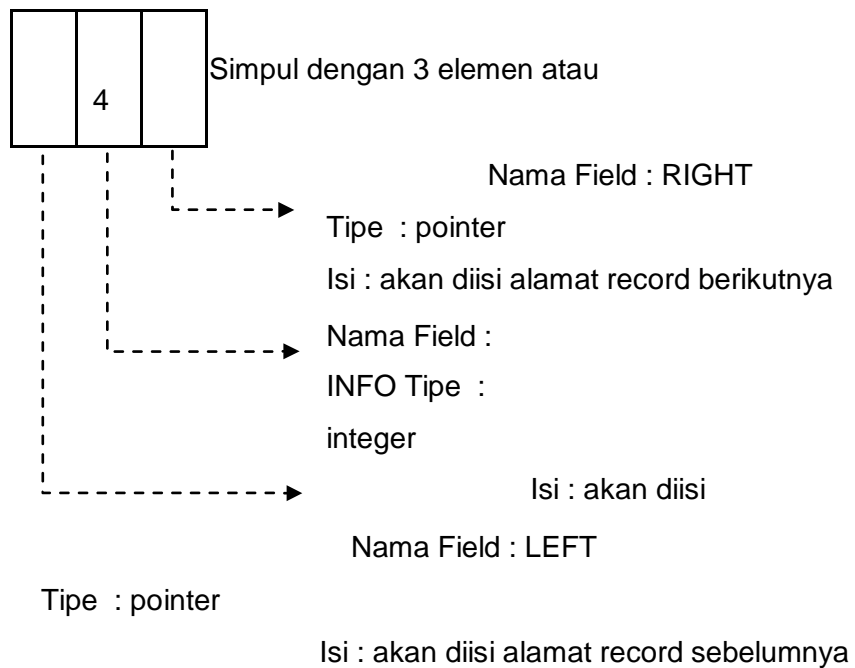 Simpul dengan 3 elemen atau
4
Nama Field : RIGHT
Tipe : pointer
Isi : akan diisi alamat record berikutnya
Nama Field :
INFO Tipe :
integer
Isi : akan diisi
Nama Field : LEFT
Tipe : pointer
Isi : akan diisi alamat record sebelumnya